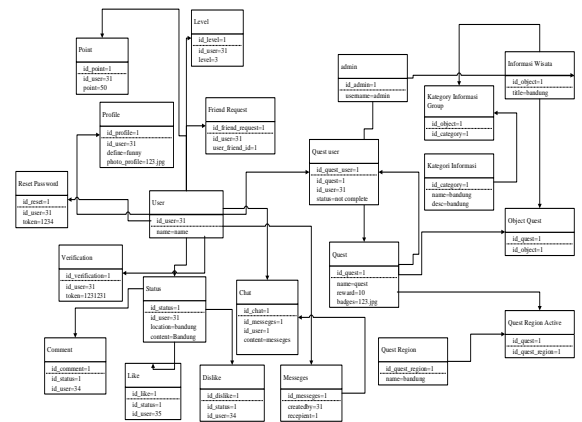 Level
id_level=1
id_user=31
level=3
Point
id_point=1
id_user=31
point=50
admin
id_admin=1
username=admin
Informasi Wisata
id_object=1
title=bandung
Kategory Informasi
Group
id_object=1
id_category=1
Profile
id_profile=1
id_user=31
define=funny
photo_profile=123.jpg
Friend Request
id_friend_request=1
id_user=31
user_friend_id=1
Quest user
id_quest_user=1
id_quest=1
id_user=31
status=not complete
Kategori Informasi
id_category=1
name=bandung
desc=bandung
Reset Password
id_reset=1
id_user=31
token=1234
User
id_user=31
name=name
Object Quest
id_quest=1
id_object=1
Verification
id_verification=1
id_user=31
token=1231231
Status
id_status=1
id_user=31
location=bandung
content=Bandung
Chat
id_chat=1
id_messeges=1
id_user=1
content=messeges
Quest
id_quest=1
name=quest
reward=10
badges=123.jpg
Quest Region Active
id_quest=1
id_quest_region=1
Comment
id_comment=1
id_status=1
id_user=34
Like
id_like=1
id_status=1
id_user=35
Dislike
id_dislike=1
id_status=1
id_user=34
Messeges
id_messeges=1
createdby=31
recepient=1
Quest Region
id_quest_region=1
name=bandung